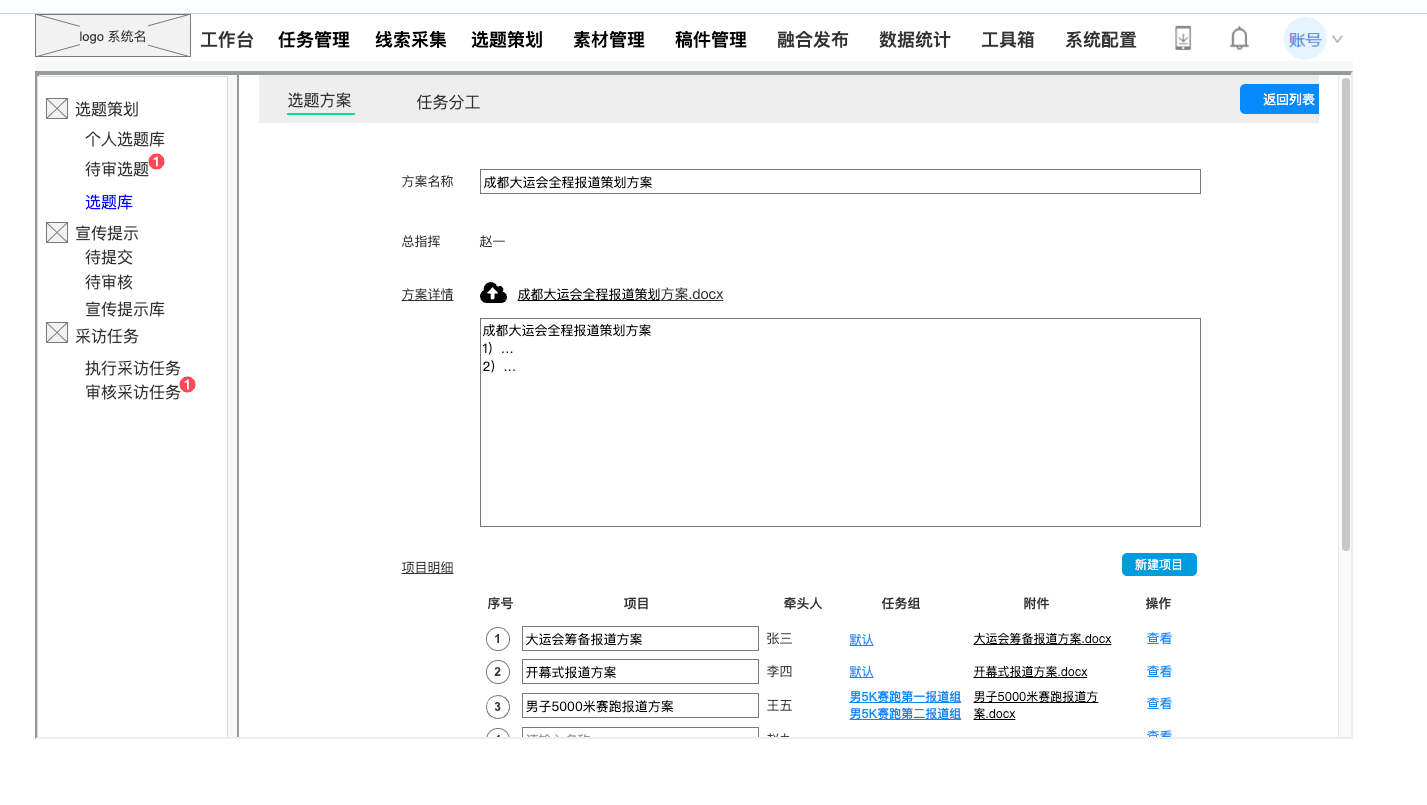 logo 系统名
工作台 任务管理 线索采集 选题策划 素材管理 稿件管理 融合发布 数据统计 工具箱 系统配置 账号
选题策划
个人选题库
待审选题 1
选题库
宣传提示
待提交
待审核
宣传提示库
采访任务
执行采访任务
审核采访任务 1
选题方案 任务分工 返回列表
方案名称 成都大运会全程报道策划方案
总指挥 赵一
方案详情 成都大运会全程报道策划方案.docx
成都大运会全程报道策划方案
1）...
2）...
项目明细 新建项目
序号 项目 牵头人 任务组 附件 操作
1 大运会筹备报道方案 张三 默认 大运会筹备报道方案.docx 查看
2 开幕式报道方案 李四 默认 开幕式报道方案.docx 查看
3 男子5000米赛跑报道方案 王五 男5K赛跑第一报道组 男子5000米赛跑报道方 查看
男5K赛跑第二报道组 案.docx
查看